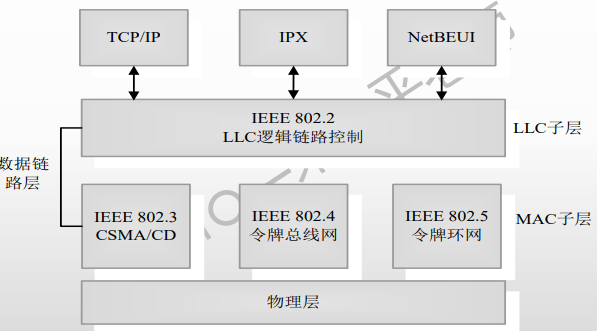 TCP/IP
IPX
NetBEUI
IEEE 802.2
LLC逻辑链路控制
LLC子层
数据链
路层
IEEE 802.3
CSMA/CD
IEEE 802.4
令牌总线网
IEEE 802.5
令牌环网
MAC子层
物理层